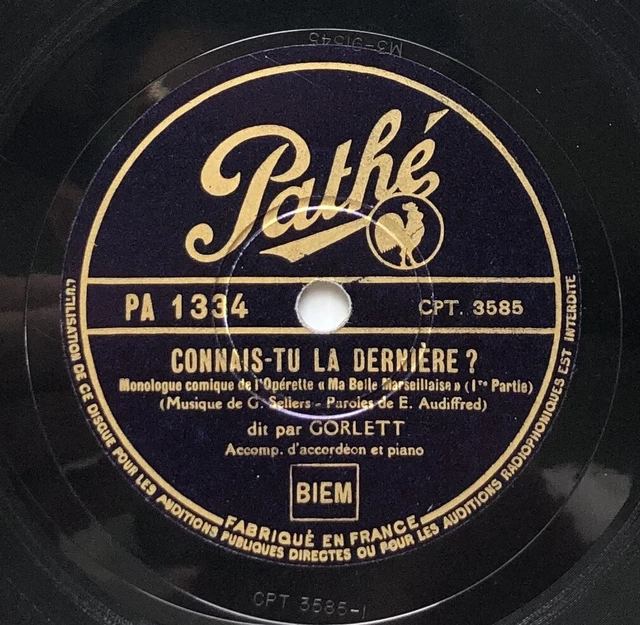 M3-91345
Pathé
PA 1334
CPT. 3585
CONNAIS-TU LA DERNIÈRE ?
Monologue comique de l'Opérette « Ma Belle Marseillaise » (1re Partie)
(Musique de G. Sellers - Paroles de E. Audiffred)
dit par GORLETT
Accomp. d'accordéon et piano
BIEM
FABRIQUÉ EN FRANCE
L'UTILISATION DE CE DISQUE POUR LES AUDITIONS PUBLIQUES DIRECTES OU POUR LES AUDITIONS RADIOPHONIQUES EST INTERDITE
CPT 3585-1